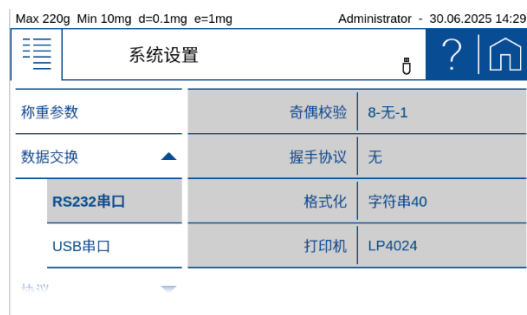 Max 220g Min 10mg d=0.1mg e=1mg
Administrator - 30.06.2025 14:29
系统设置
?
称重参数
奇偶校验 8-无-1
数据交换
握手协议 无
RS232串口
格式化 字符串40
USB串口
打印机 LP4024
协议